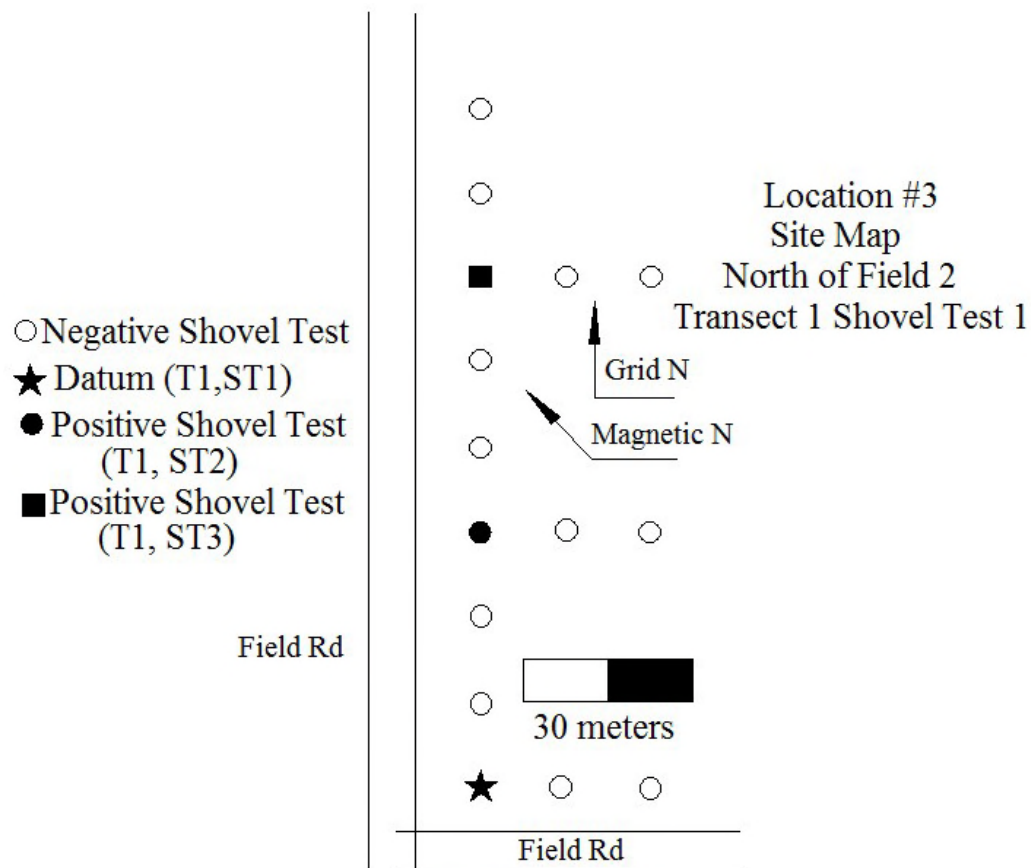 Location #3
Site Map
North of Field 2
Transect 1 Shovel Test 1
Negative Shovel Test
Datum (T1,ST1)
Positive Shovel Test
(T1, ST2)
Positive Shovel Test
(T1, ST3)
Grid N
Magnetic N
Field Rd
30 meters
Field Rd